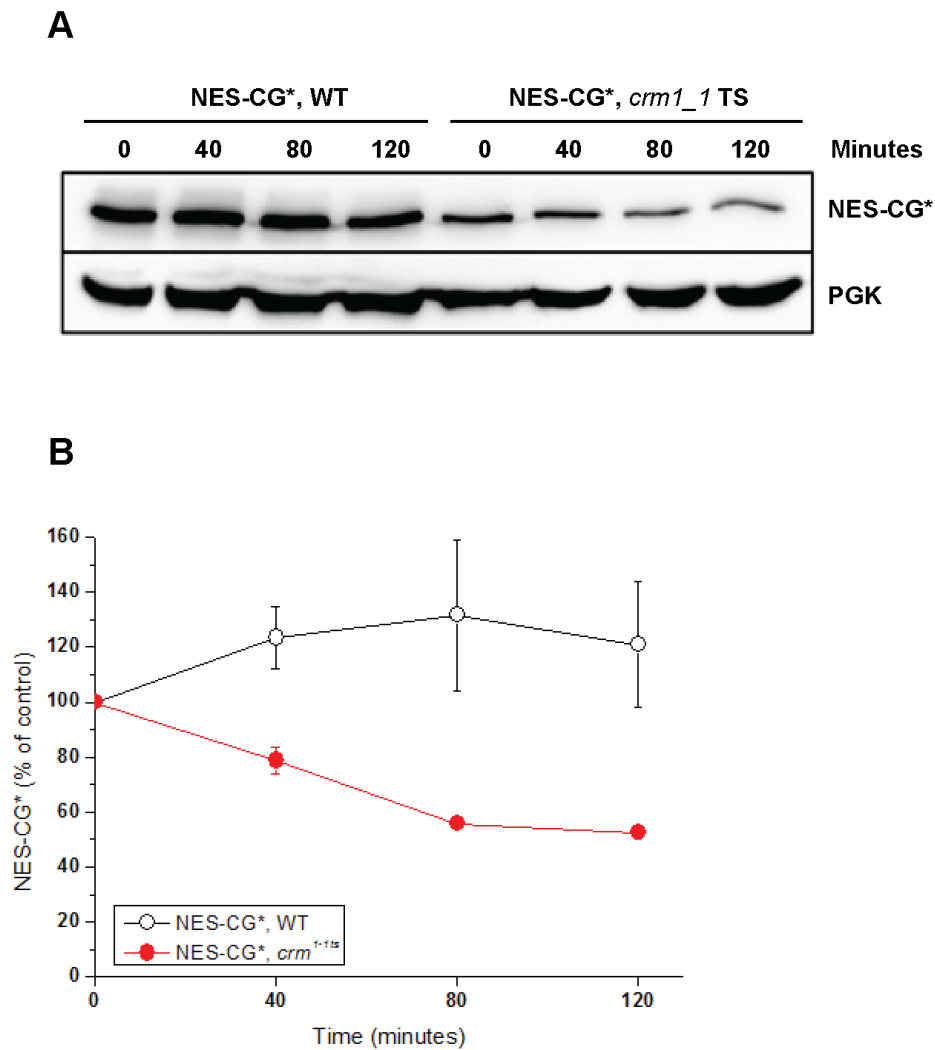 A
NES-CG*, WT NES-CG*, crm1_1 TS
0 40 80 120 0 40 80 120 Minutes
NES-CG*
PGK
B
160
140
120
100
80
60
40
20
0
NES-CG* (% of control)
NES-CG*, WT
NES-CG*, crm1-1ts
0 40 80 120
Time (minutes)